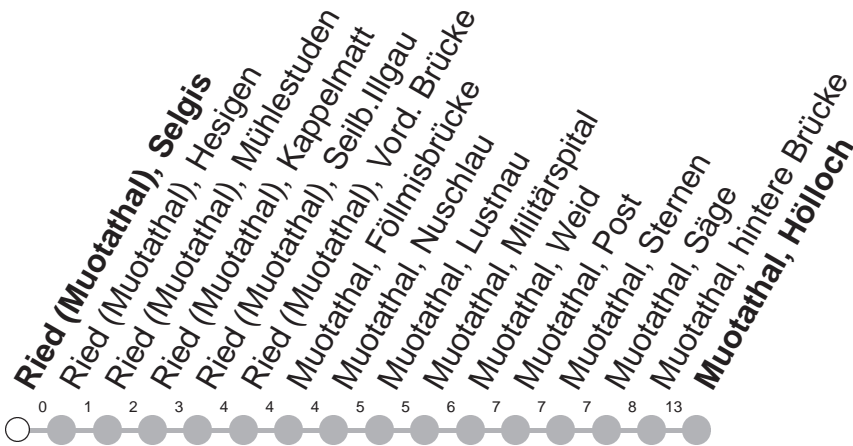 Ried (Muotathal), Selgis
Ried (Muotathal), Hesigen
Ried (Muotathal), Mühlestuden
Ried (Muotathal), Kappelmatt
Ried (Muotathal), Seilb.Illgau
Ried (Muotathal), Vord. Brücke
Muotathal, Föllmisbrücke
Muotathal, Nuschlau
Muotathal, Lustnau
Muotathal, Militärspital
Muotathal, Weid
Muotathal, Post
Muotathal, Sternen
Muotathal, Säge
Muotathal, hintere Brücke
Muotathal, Hölloch
0 1 2 3 4 4 4 5 5 6 7 7 7 8 13